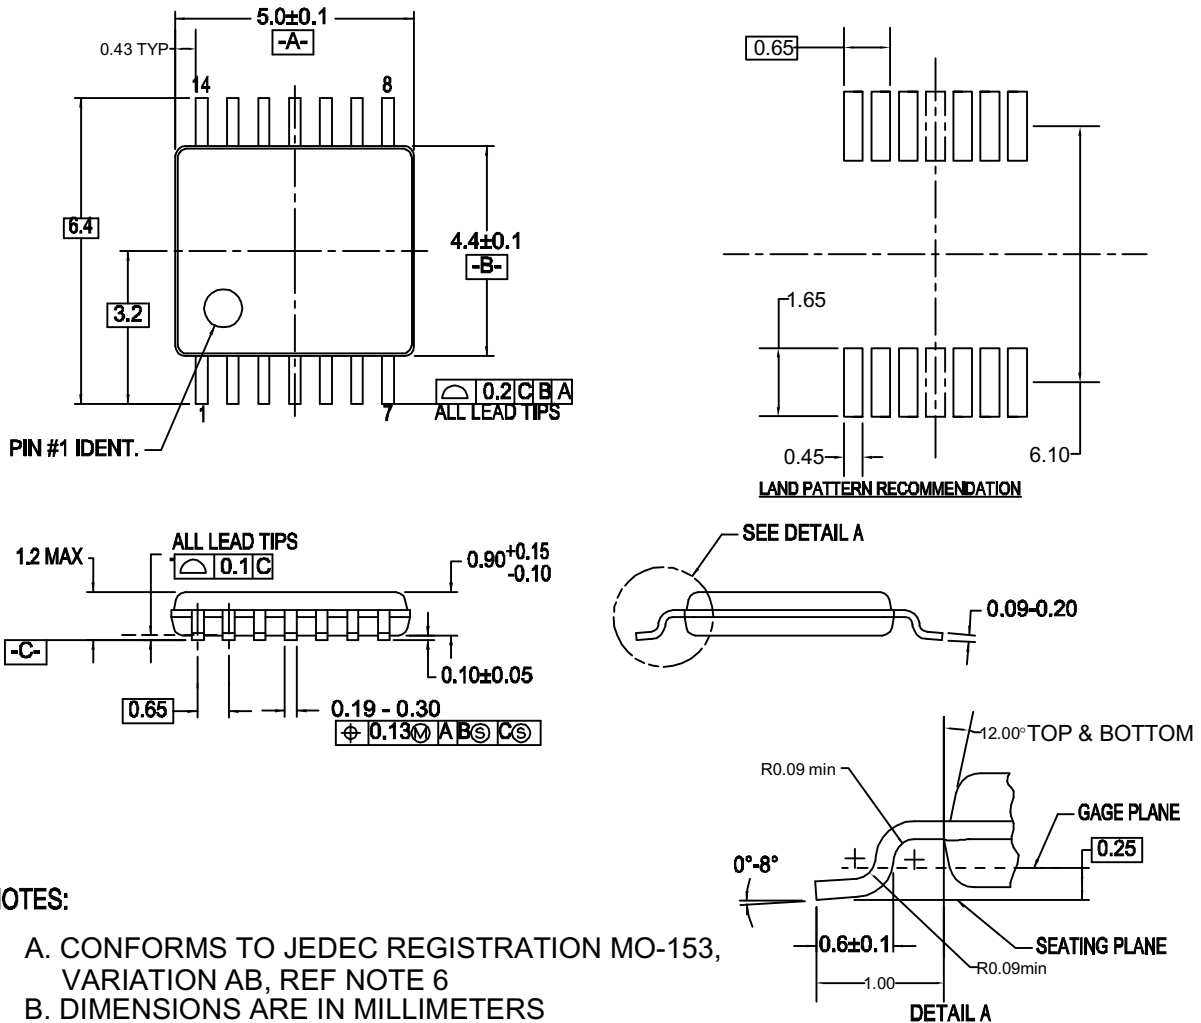 5.0±0.1
-A-
0.43 TYP
14
8
6.4
3.2
4.4±0.1
-B-
1
7
0.2 C B A
ALL LEAD TIPS
PIN #1 IDENT.
0.65
1.65
0.45
6.10
LAND PATTERN RECOMMENDATION
ALL LEAD TIPS
0.1 C
1.2 MAX
0.90+0.15
-0.10
-C-
0.10±0.05
0.65
0.19 - 0.30
⌖ 0.13Ⓜ A BⓈ CⓈ
SEE DETAIL A
0.09-0.20
12.00° TOP & BOTTOM
R0.09 min
GAGE PLANE
0.25
0°-8°
0.6±0.1
SEATING PLANE
R0.09min
1.00
DETAIL A
NOTES:
A. CONFORMS TO JEDEC REGISTRATION MO-153,
VARIATION AB, REF NOTE 6
B. DIMENSIONS ARE IN MILLIMETERS